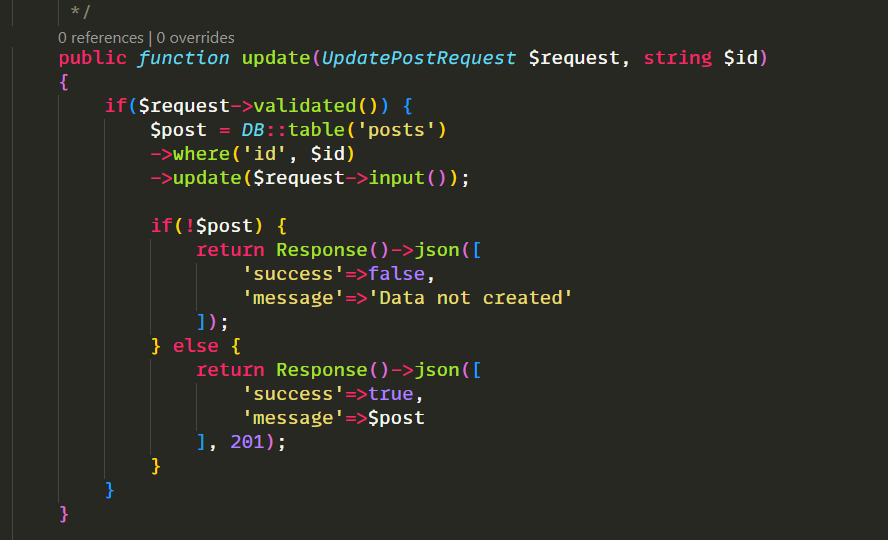 */
0 references | 0 overrides
public function update(UpdatePostRequest $request, string $id)
{
    if($request->validated()) {
        $post = DB::table('posts')
        ->where('id', $id)
        ->update($request->input());

        if(!$post) {
            return Response()->json([
                'success'=>false,
                'message'=>'Data not created'
            ]);
        } else {
            return Response()->json([
                'success'=>true,
                'message'=>$post
            ], 201);
        }
    }
}